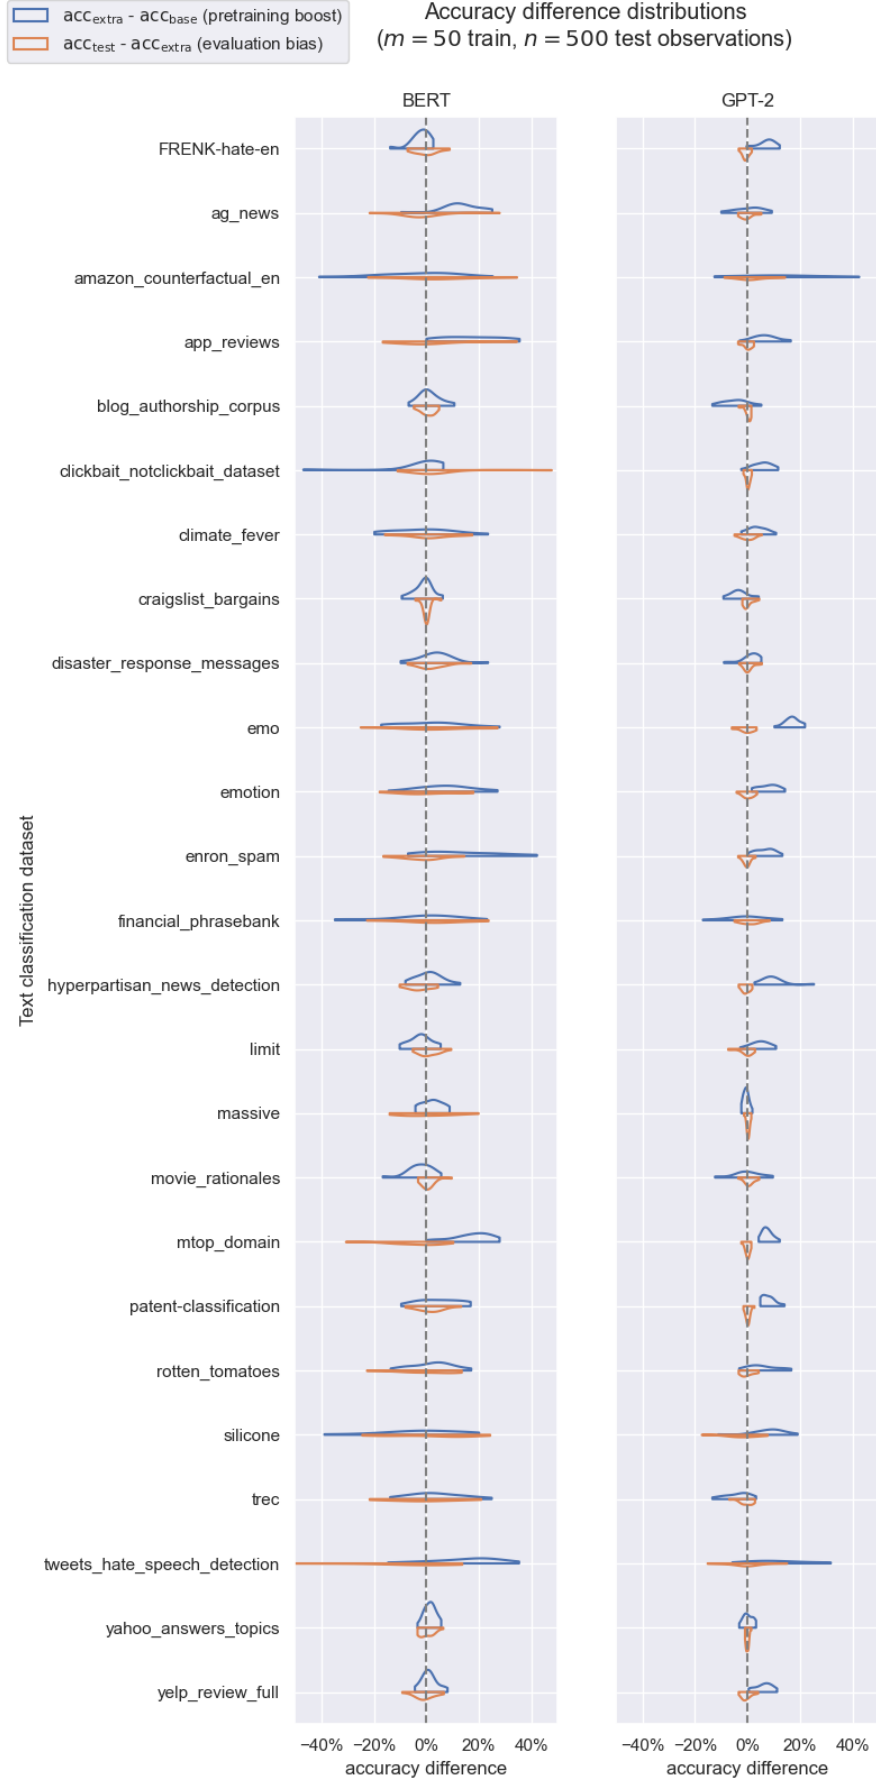 acc_extra - acc_base (pretraining boost)
acc_test - acc_extra (evaluation bias)
Accuracy difference distributions
(m = 50 train, n = 500 test observations)
BERT
GPT-2
Text classification dataset
FRENK-hate-en
ag_news
amazon_counterfactual_en
app_reviews
blog_authorship_corpus
clickbait_notclickbait_dataset
climate_fever
craigslist_bargains
disaster_response_messages
emo
emotion
enron_spam
financial_phrasebank
hyperpartisan_news_detection
limit
massive
movie_rationales
mtop_domain
patent-classification
rotten_tomatoes
silicone
trec
tweets_hate_speech_detection
yahoo_answers_topics
yelp_review_full
−40% −20% 0% 20% 40%
accuracy difference
−40% −20% 0% 20% 40%
accuracy difference